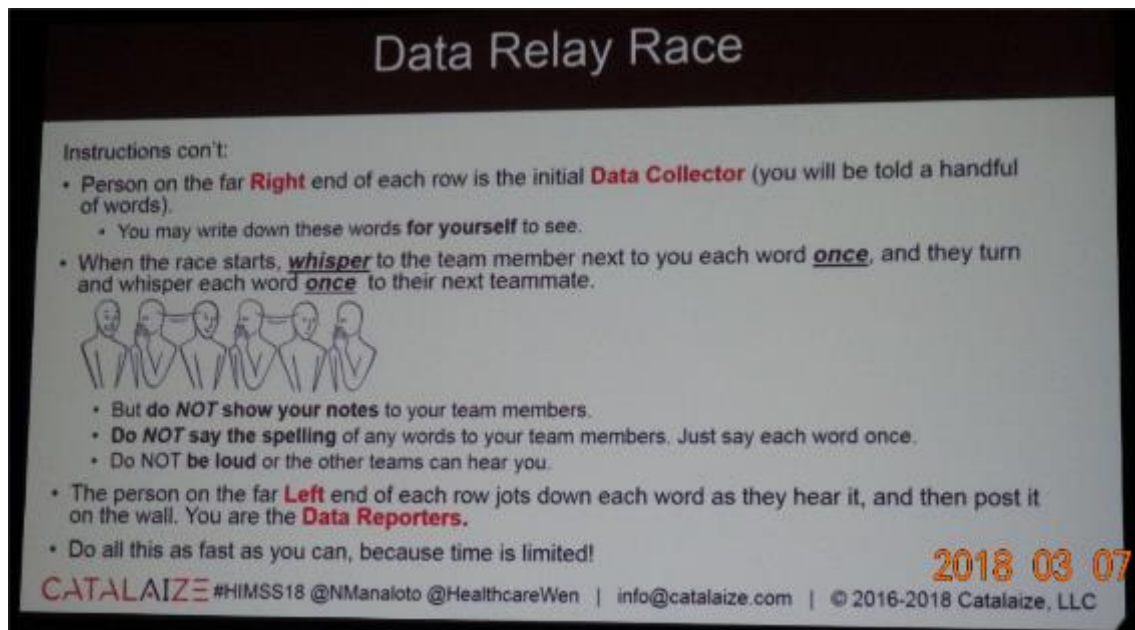 Data Relay Race
Instructions con't:
• Person on the far Right end of each row is the initial Data Collector (you will be told a handful
of words).
• You may write down these words for yourself to see.
• When the race starts, whisper to the team member next to you each word once, and they turn
and whisper each word once to their next teammate.
• But do NOT show your notes to your team members.
• Do NOT say the spelling of any words to your team members. Just say each word once.
• Do NOT be loud or the other teams can hear you.
• The person on the far Left end of each row jots down each word as they hear it, and then post it
on the wall. You are the Data Reporters.
• Do all this as fast as you can, because time is limited!
2018 03 07
CATALAIZE #HIMSS18 @NManaloto @HealthcareWen | info@catalaize.com | © 2016-2018 Catalaize, LLC